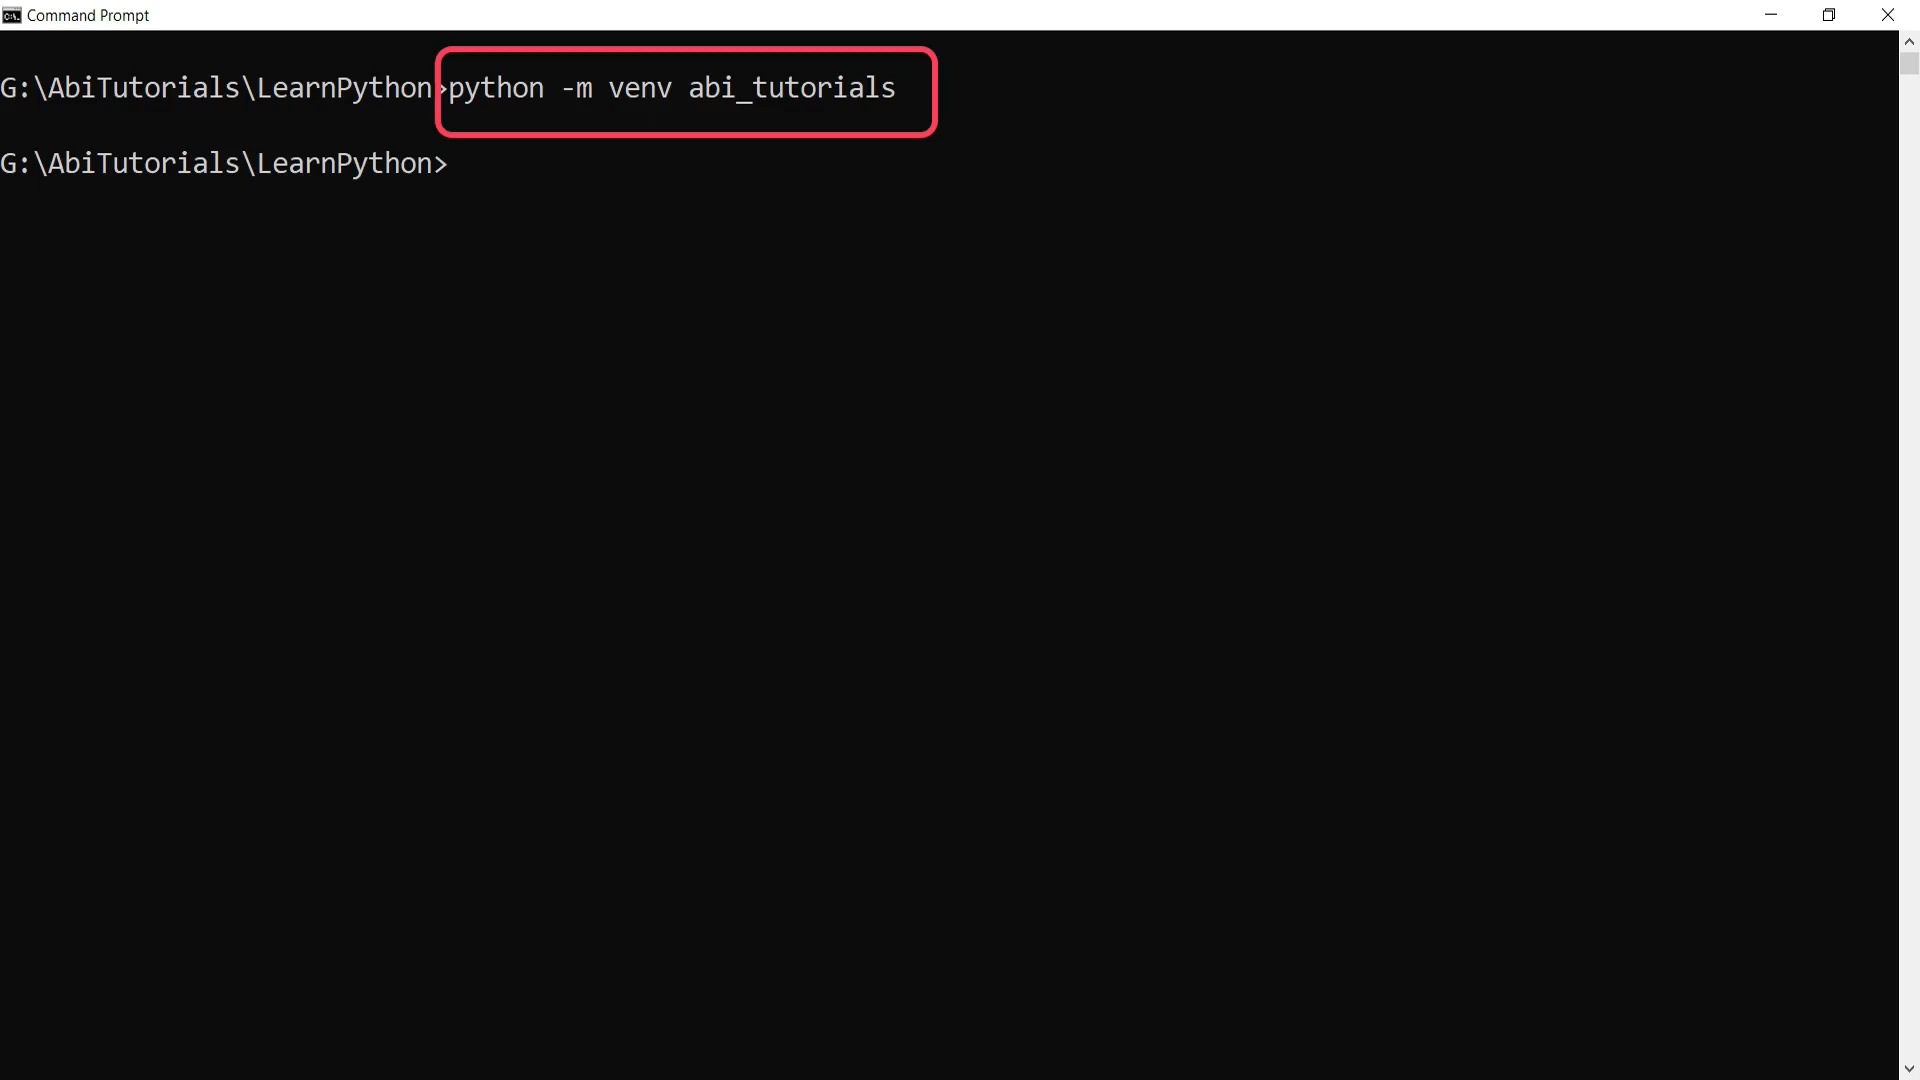 Command Prompt
G:\AbiTutorials\LearnPython>python -m venv abi_tutorials
G:\AbiTutorials\LearnPython>